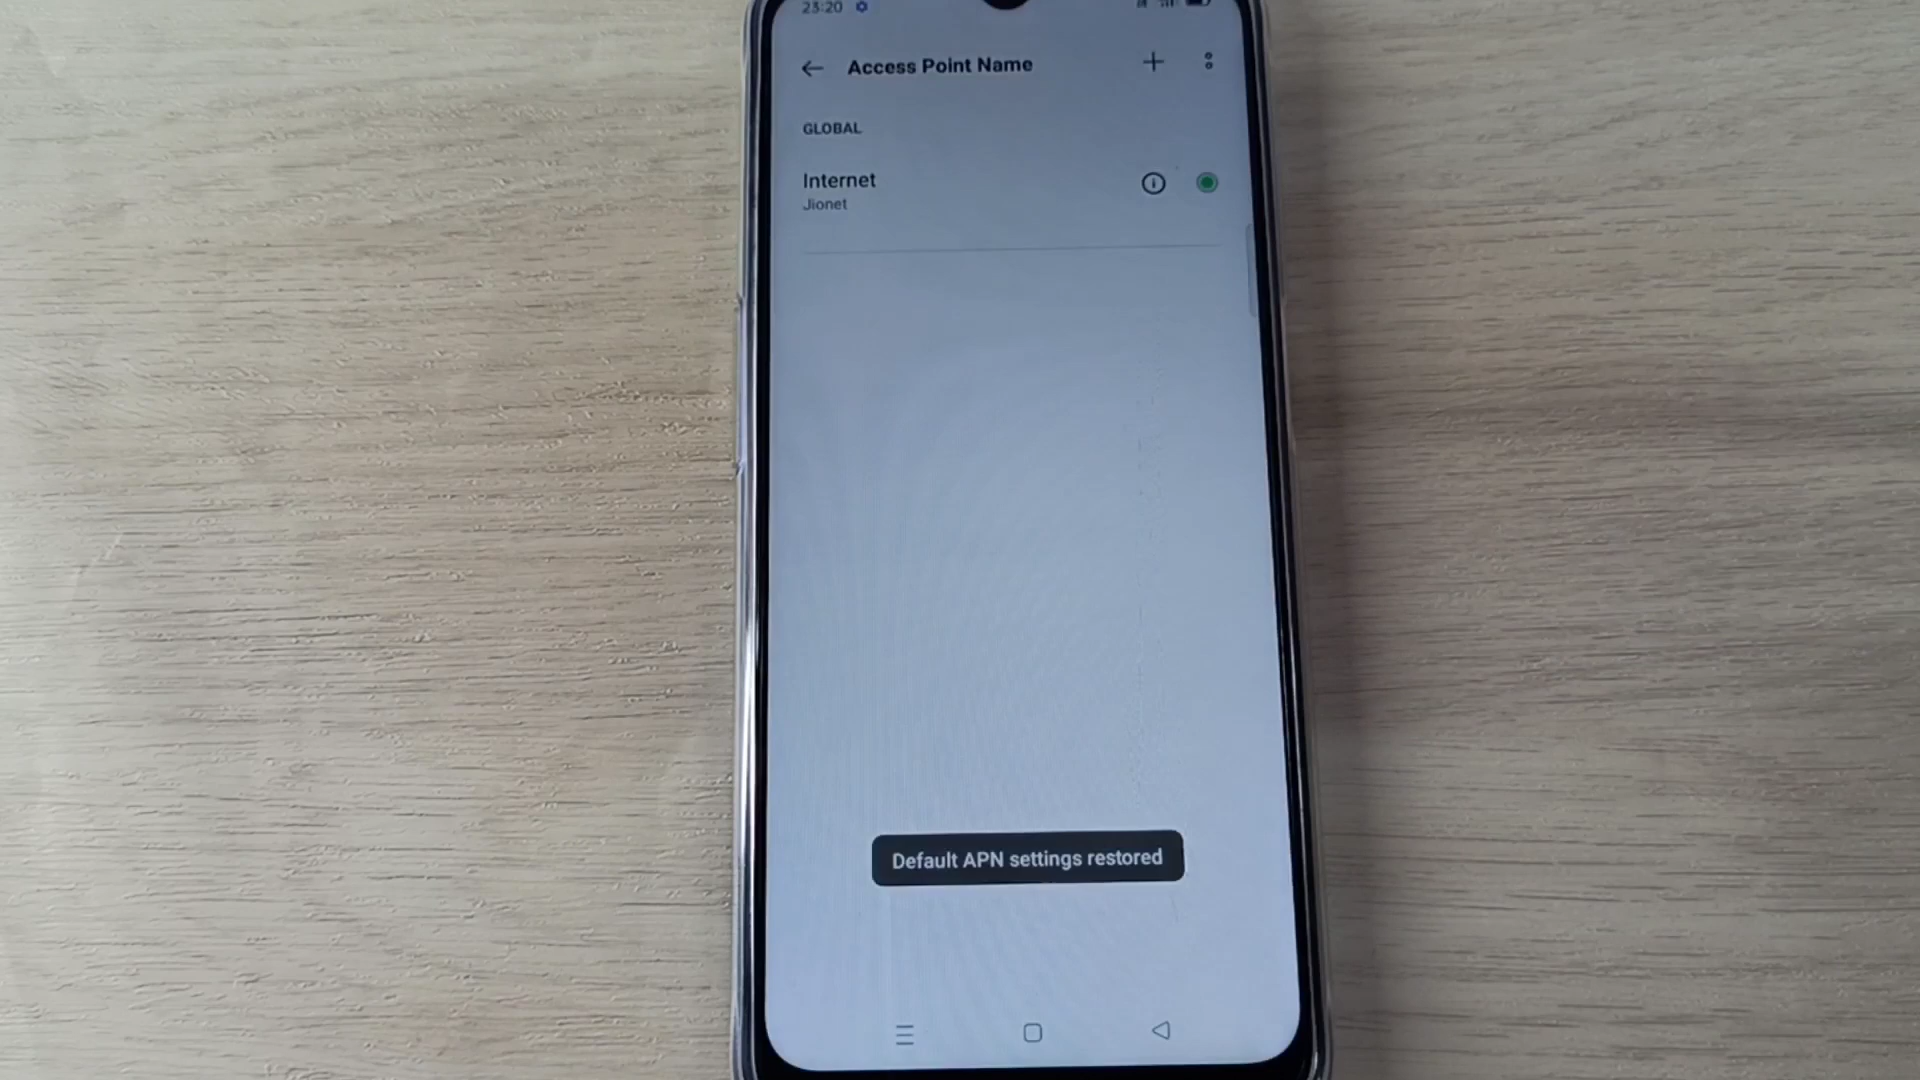 23:20
Access Point Name
GLOBAL
Internet
Jionet
Default APN settings restored